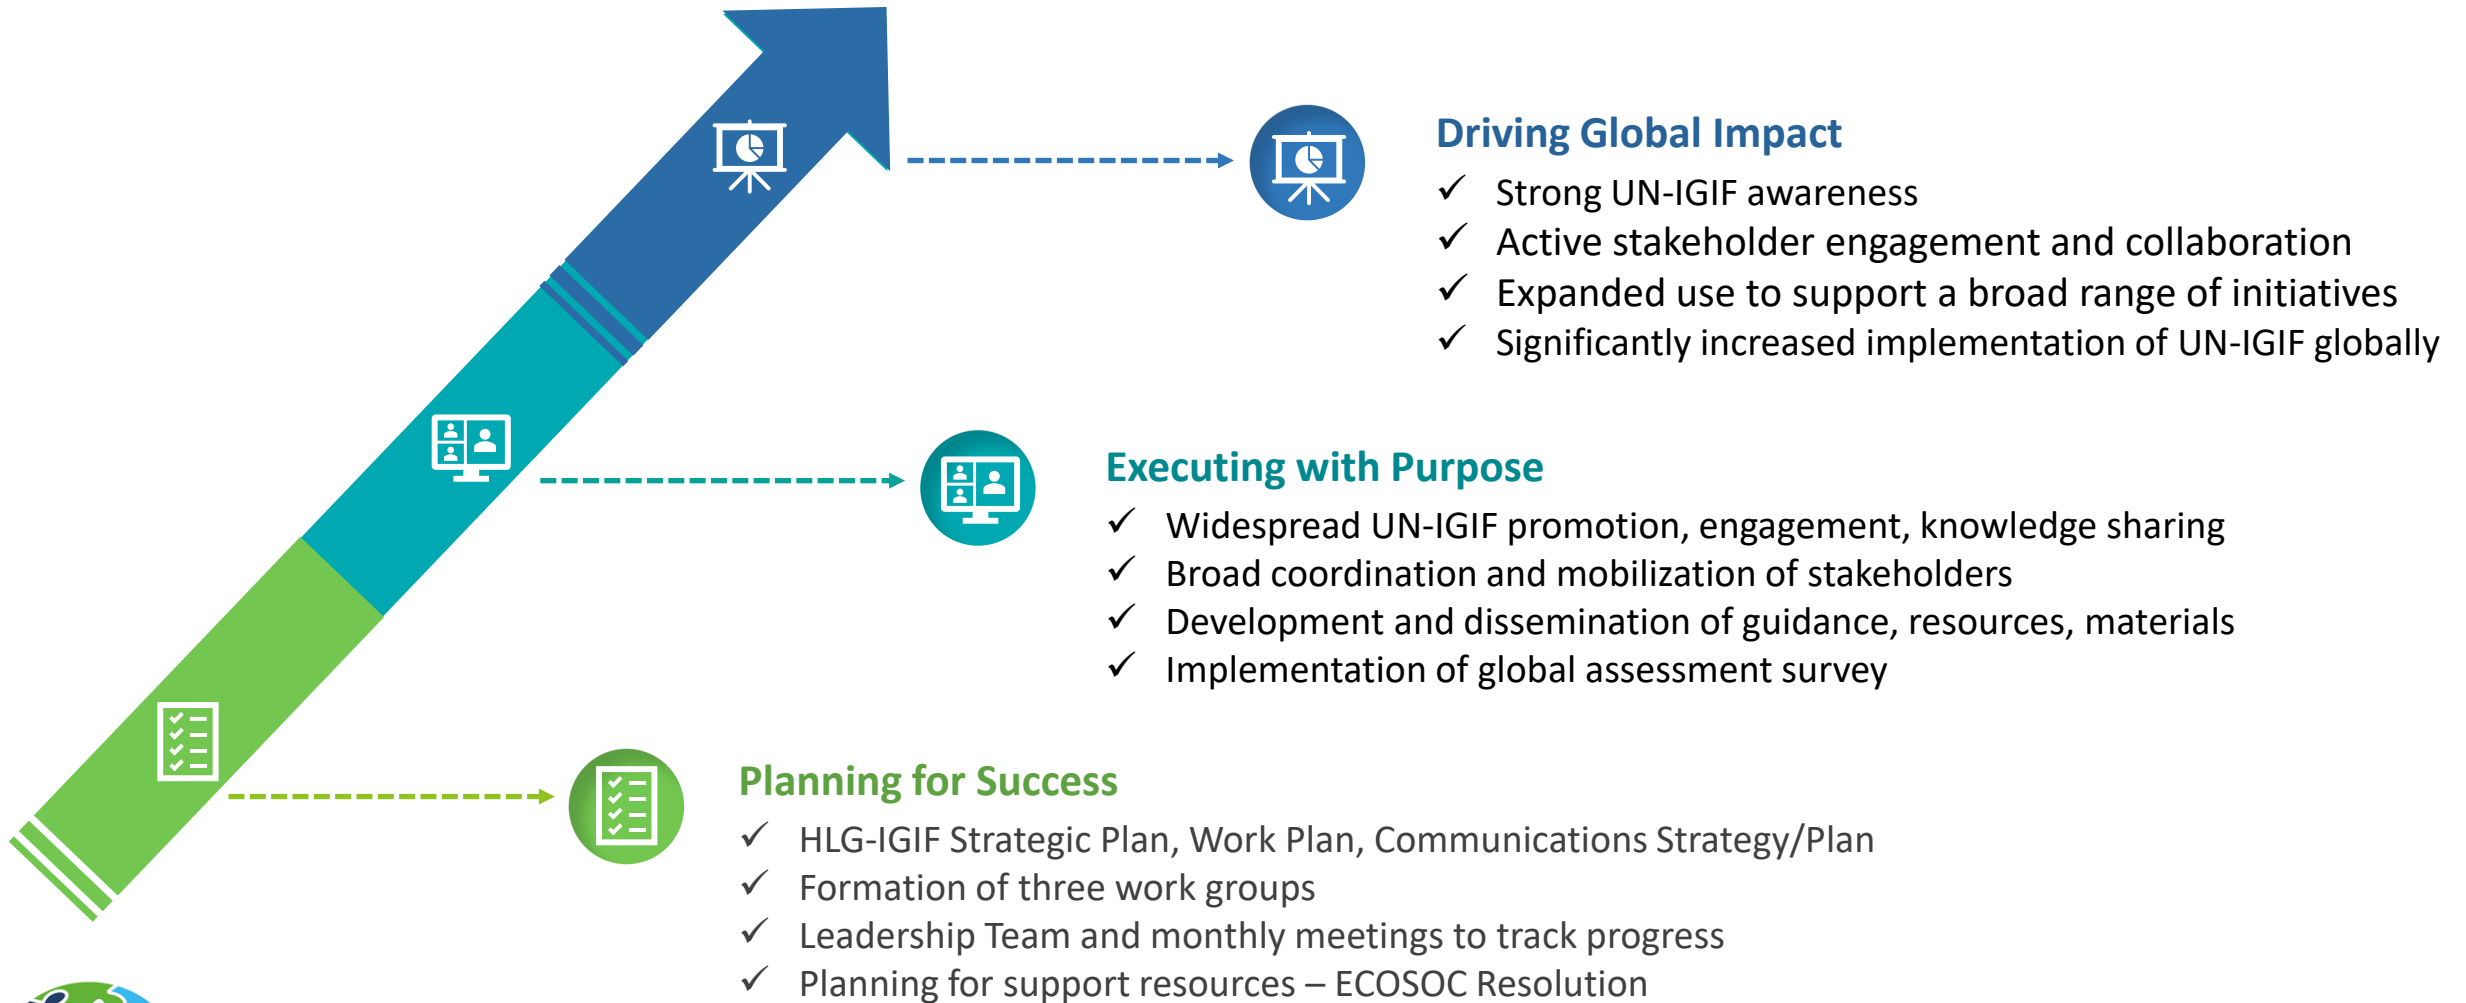 Driving Global Impact
✓ Strong UN-IGIF awareness
✓ Active stakeholder engagement and collaboration
✓ Expanded use to support a broad range of initiatives
✓ Significantly increased implementation of UN-IGIF globally
Executing with Purpose
✓ Widespread UN-IGIF promotion, engagement, knowledge sharing
✓ Broad coordination and mobilization of stakeholders
✓ Development and dissemination of guidance, resources, materials
✓ Implementation of global assessment survey
Planning for Success
✓ HLG-IGIF Strategic Plan, Work Plan, Communications Strategy/Plan
✓ Formation of three work groups
✓ Leadership Team and monthly meetings to track progress
✓ Planning for support resources – ECOSOC Resolution